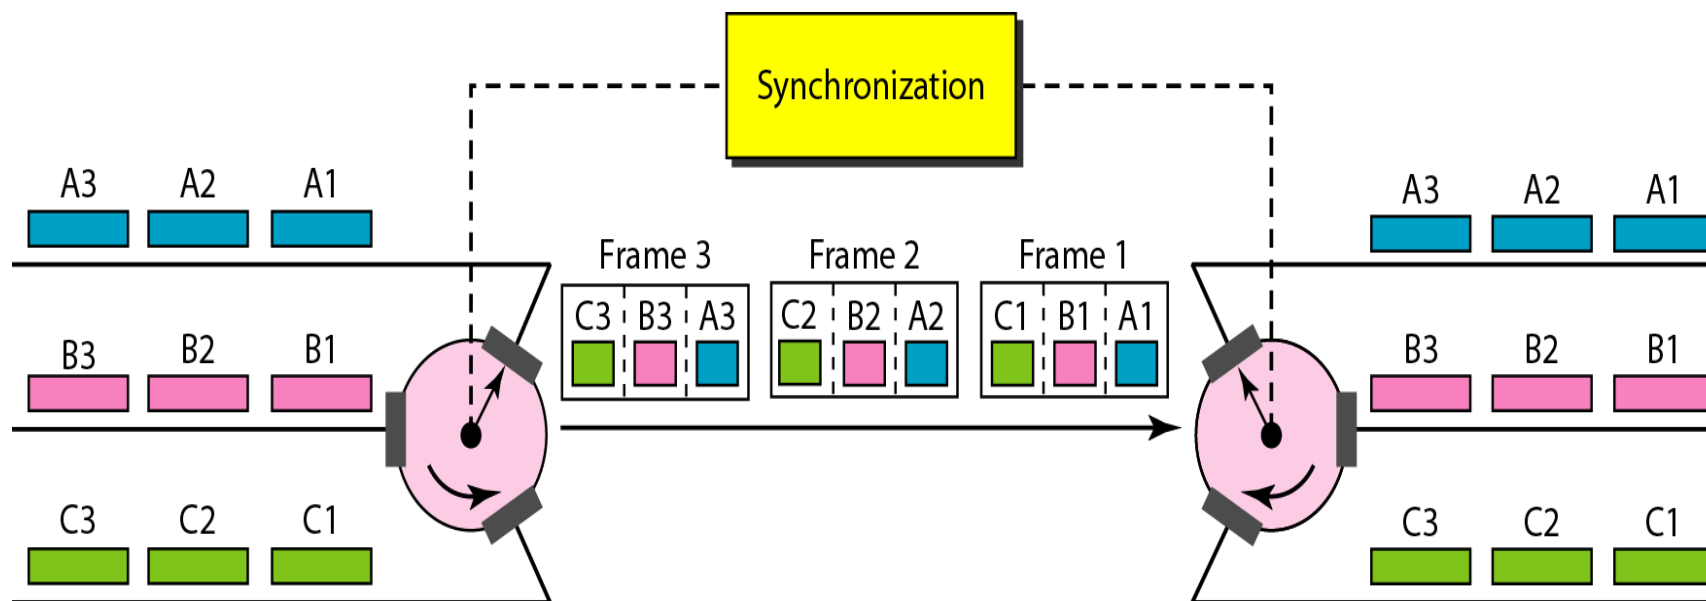 Synchronization
A3 A2 A1
A3 A2 A1
Frame 3 Frame 2 Frame 1
C3 B3 A3 C2 B2 A2 C1 B1 A1
B3 B2 B1
B3 B2 B1
C3 C2 C1
C3 C2 C1